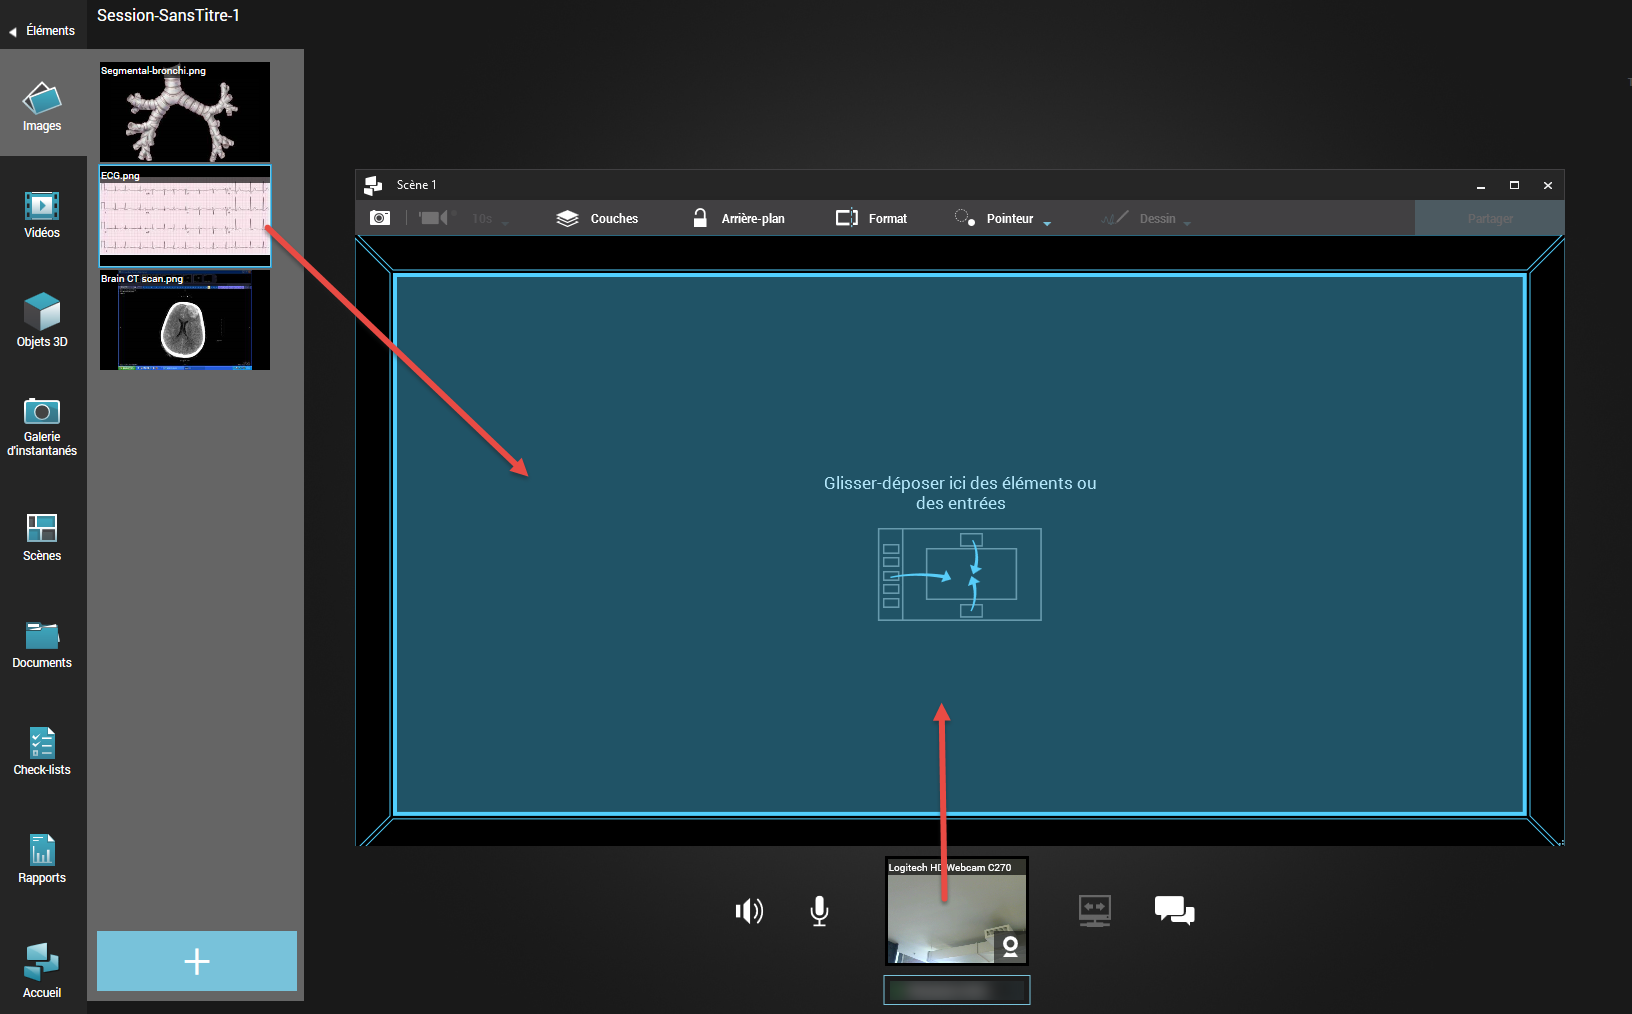 Session-SansTitre-1
Éléments
Images
Vidéos
Objets 3D
Galerie
d'instantanés
Scènes
Documents
Check-lists
Rapports
Accueil
Segmental-bronchi.png
ECG.png
Brain CT scan.png
+
Scène 1
10s
Couches
Arrière-plan
Format
Pointeur
Dessin
Partager
Glisser-déposer ici des éléments ou
des entrées
Logitech HD Webcam C270